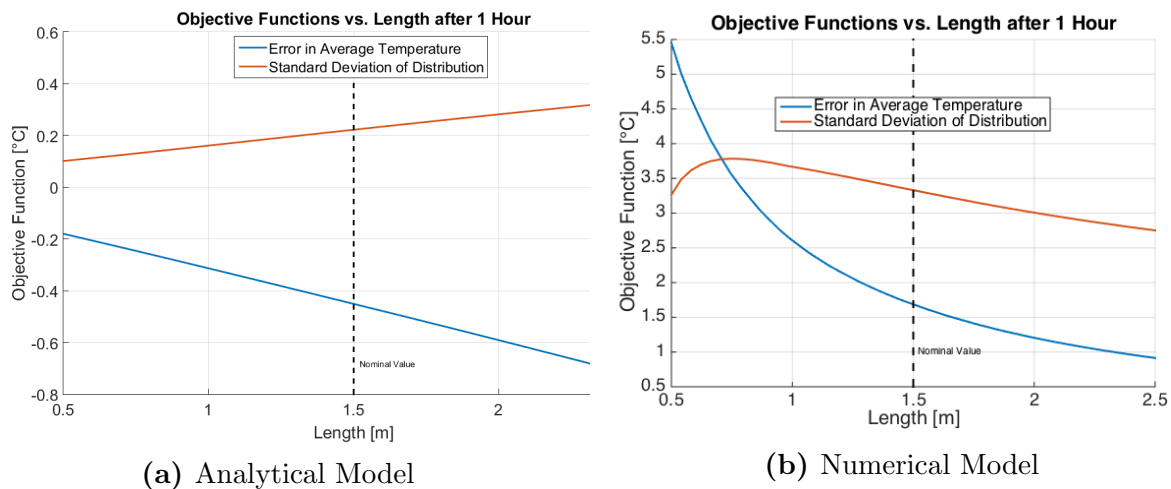 Objective Functions vs. Length after 1 Hour
0.6
0.4
0.2
0
-0.2
-0.4
-0.6
-0.8
Objective Function [°C]
Error in Average Temperature
Standard Deviation of Distribution
Nominal Value
0.5 1 1.5 2
Length [m]
(a) Analytical Model
Objective Functions vs. Length after 1 Hour
5.5
5
4.5
4
3.5
3
2.5
2
1.5
1
0.5
Objective Function [°C]
Error in Average Temperature
Standard Deviation of Distribution
Nominal Value
0.5 1 1.5 2 2.5
Length [m]
(b) Numerical Model